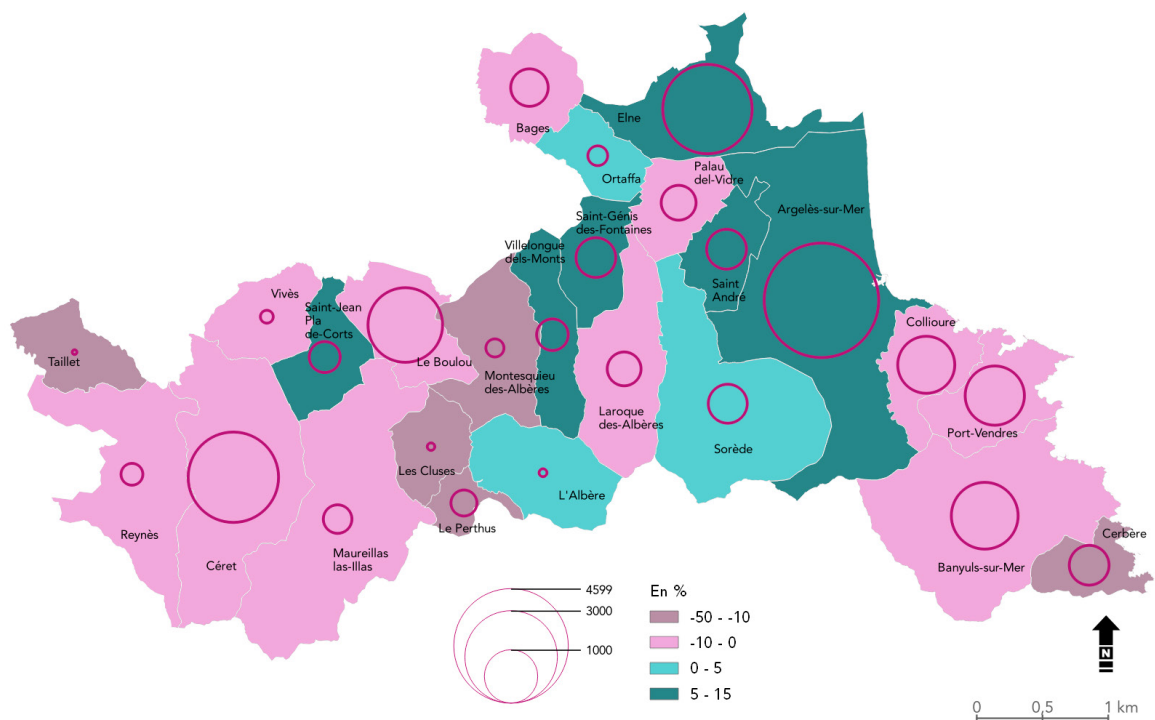 Elne
Bages
Ortaffa
Palau
del-Vidre
Argelès-sur-Mer
Saint-Génis
des-Fontaines
Villelongue
dels-Monts
Saint
André
Vivès
Saint-Jean
Pla
de-Corts
Collioure
Taillet
Le Boulou
Montesquieu
des-Albères
Laroque
des-Albères
Port-Vendres
Sorède
Les Cluses
L'Albère
Le Perthus
Reynès
Céret
Maureillas
las-Illas
Cerbère
Banyuls-sur-Mer
4599
3000
1000
En %
-50 - -10
-10 - 0
0 - 5
5 - 15
N
0 0,5 1 km